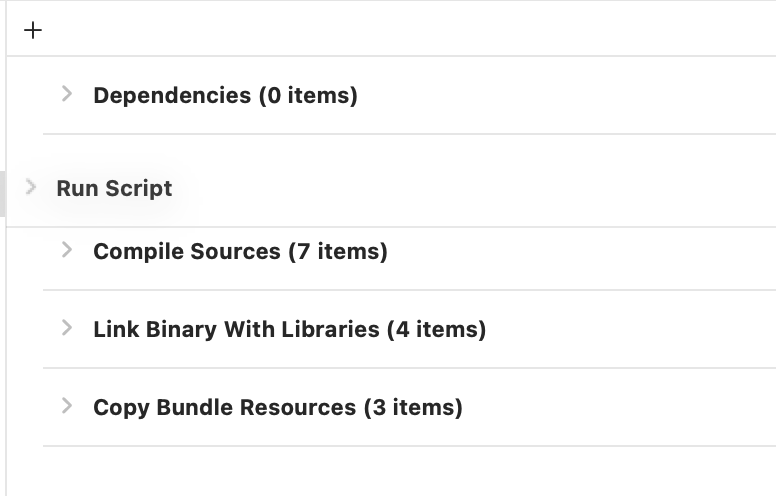 +
Dependencies (0 items)
Run Script
Compile Sources (7 items)
Link Binary With Libraries (4 items)
Copy Bundle Resources (3 items)